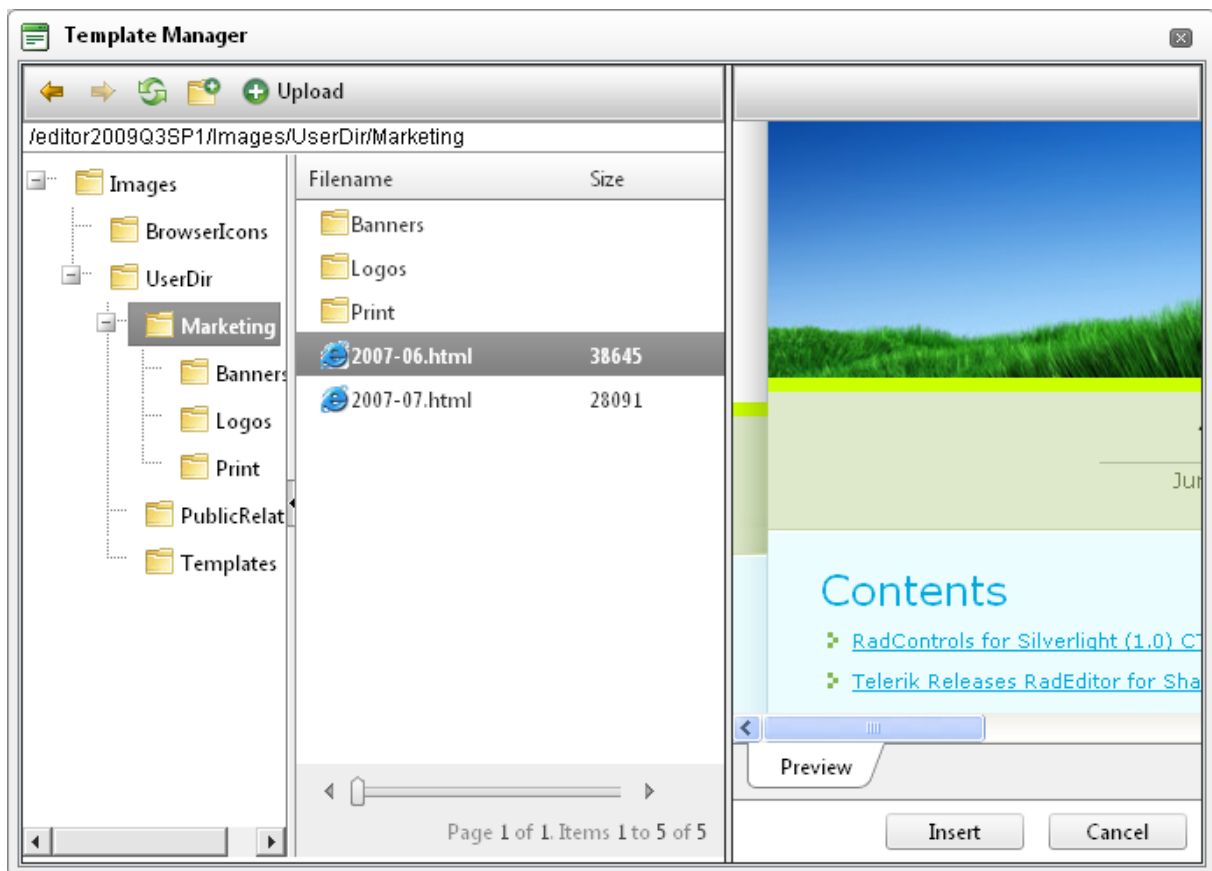 Template Manager
Upload
/editor2009Q3SP1/Images/UserDir/Marketing
Images
BrowserIcons
UserDir
Marketing
Banners
Logos
Print
PublicRelat
Templates
Filename Size
Banners
Logos
Print
2007-06.html 38645
2007-07.html 28091
Page 1 of 1. Items 1 to 5 of 5
Jur
Contents
RadControls for Silverlight (1.0) CT
Telerik Releases RadEditor for Sha
Preview
Insert Cancel